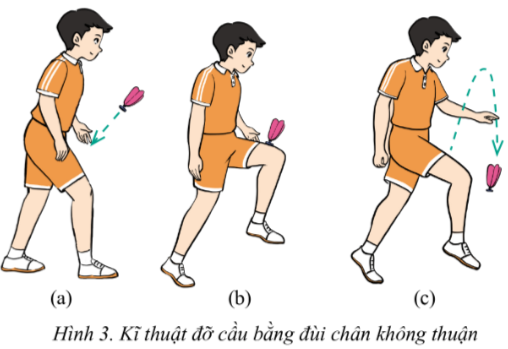 (a) (b) (c)
Hình 3. Kĩ thuật đỡ cầu bằng đùi chân không thuận